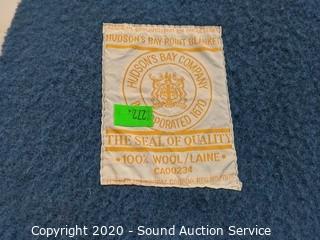 HUDSON'S BAY POINT BLANKET
HUDSON'S BAY COMPANY
INCORPORATED 1670
272.
THE SEAL OF QUALITY
•100% WOOL/LAINE•
CA00234
Copyright 2020 - Sound Auction Service